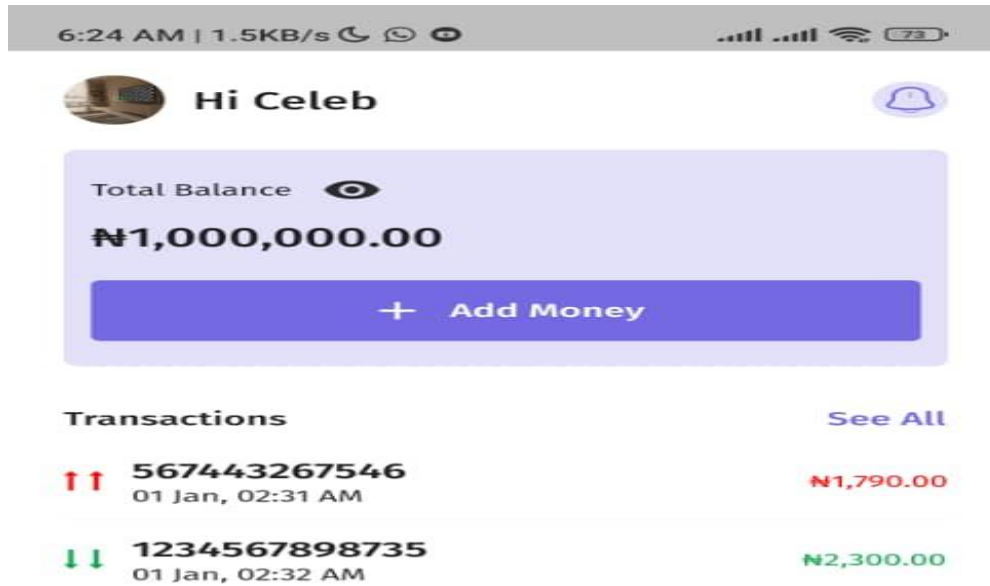 6:24 AM | 1.5KB/s
73
Hi Celeb
Total Balance
₦1,000,000.00
+ Add Money
Transactions See All
567443267546 ₦1,790.00
01 Jan, 02:31 AM
1234567898735 ₦2,300.00
01 Jan, 02:32 AM